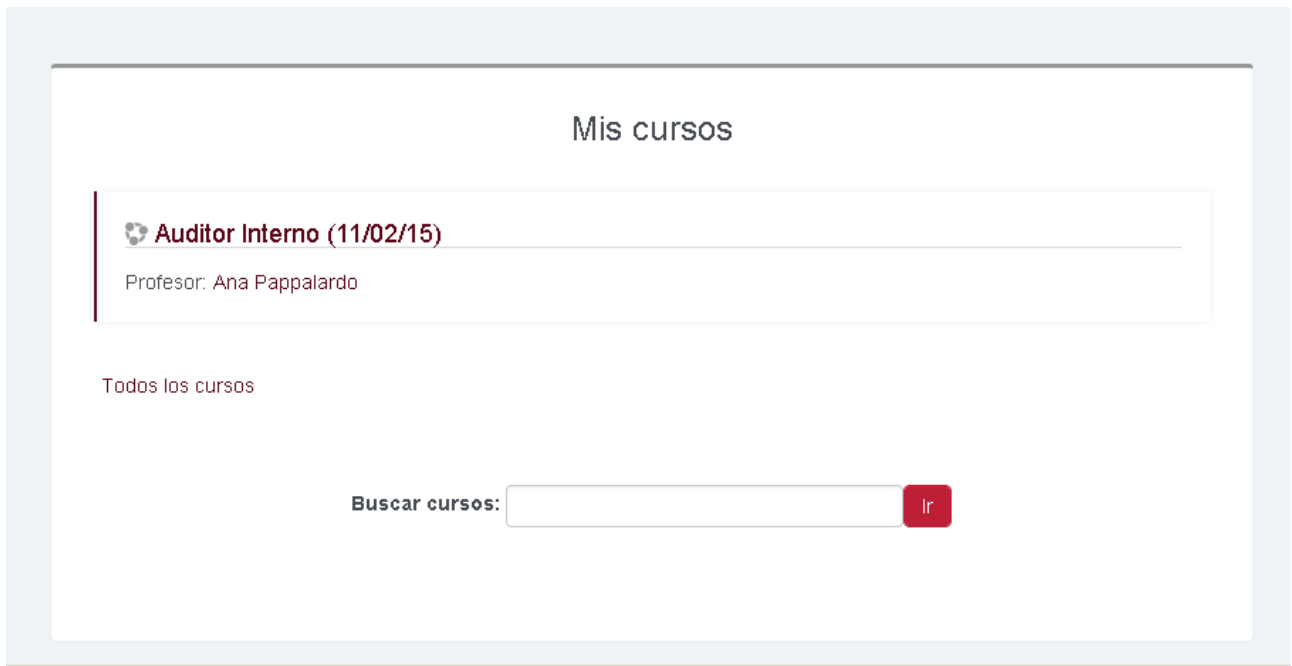 Mis cursos
Auditor Interno (11/02/15)
Profesor: Ana Pappalardo
Todos los cursos
Buscar cursos: Ir